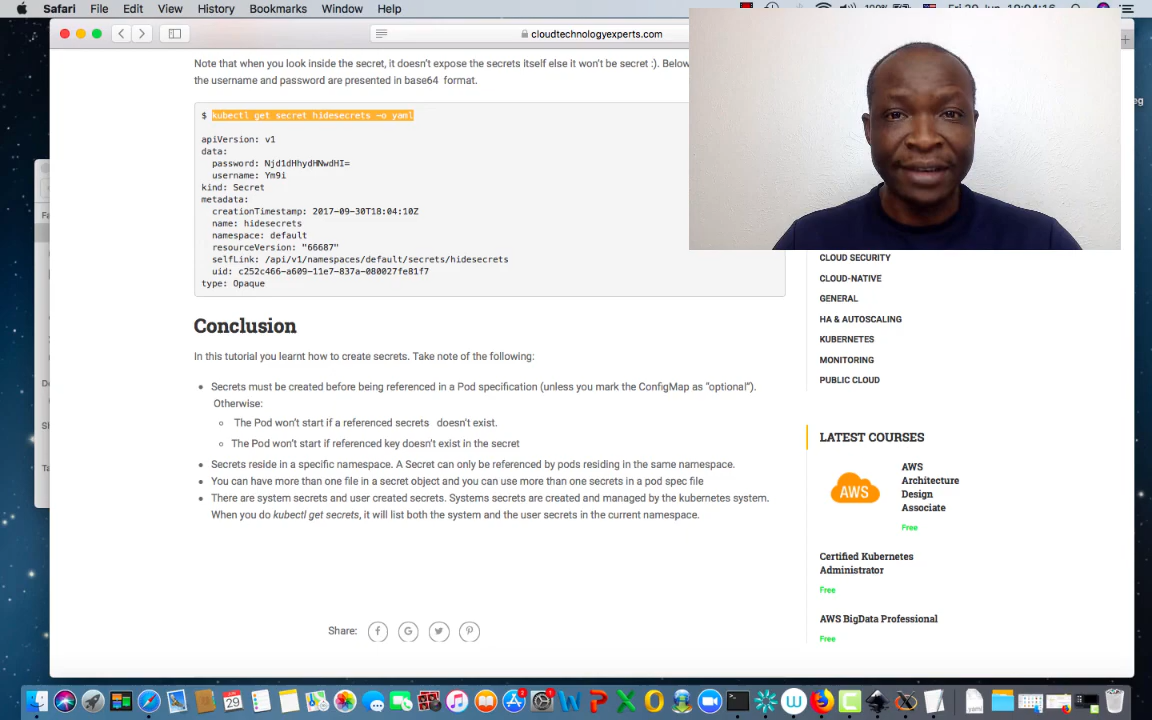 Safari File Edit View History Bookmarks Window Help
cloudtechnologyexperts.com
Note that when you look inside the secret, it doesn't expose the secrets itself else it won't be secret :). Below
the username and password are presented in base64 format.
$ kubectl get secret hidesecrets -o yaml
apiVersion: v1
data:
password: Njd1dHhydHNwdHI=
username: Ym9i
kind: Secret
metadata:
creationTimestamp: 2017-09-30T18:04:10Z
name: hidesecrets
namespace: default
resourceVersion: "66687"
selfLink: /api/v1/namespaces/default/secrets/hidesecrets
uid: c252c466-a609-11e7-837a-080027fe81f7
type: Opaque
Conclusion
In this tutorial you learnt how to create secrets. Take note of the following:
Secrets must be created before being referenced in a Pod specification (unless you mark the ConfigMap as "optional").
Otherwise:
The Pod won't start if a referenced secrets doesn't exist.
The Pod won't start if referenced key doesn't exist in the secret
Secrets reside in a specific namespace. A Secret can only be referenced by pods residing in the same namespace.
You can have more than one file in a secret object and you can use more than one secrets in a pod spec file
There are system secrets and user created secrets. Systems secrets are created and managed by the kubernetes system.
When you do kubectl get secrets, it will list both the system and the user secrets in the current namespace.
Share:
CLOUD SECURITY
CLOUD-NATIVE
GENERAL
HA & AUTOSCALING
KUBERNETES
MONITORING
PUBLIC CLOUD
LATEST COURSES
AWS
AWS
Architecture
Design
Associate
Free
Certified Kubernetes
Administrator
Free
AWS BigData Professional
Free